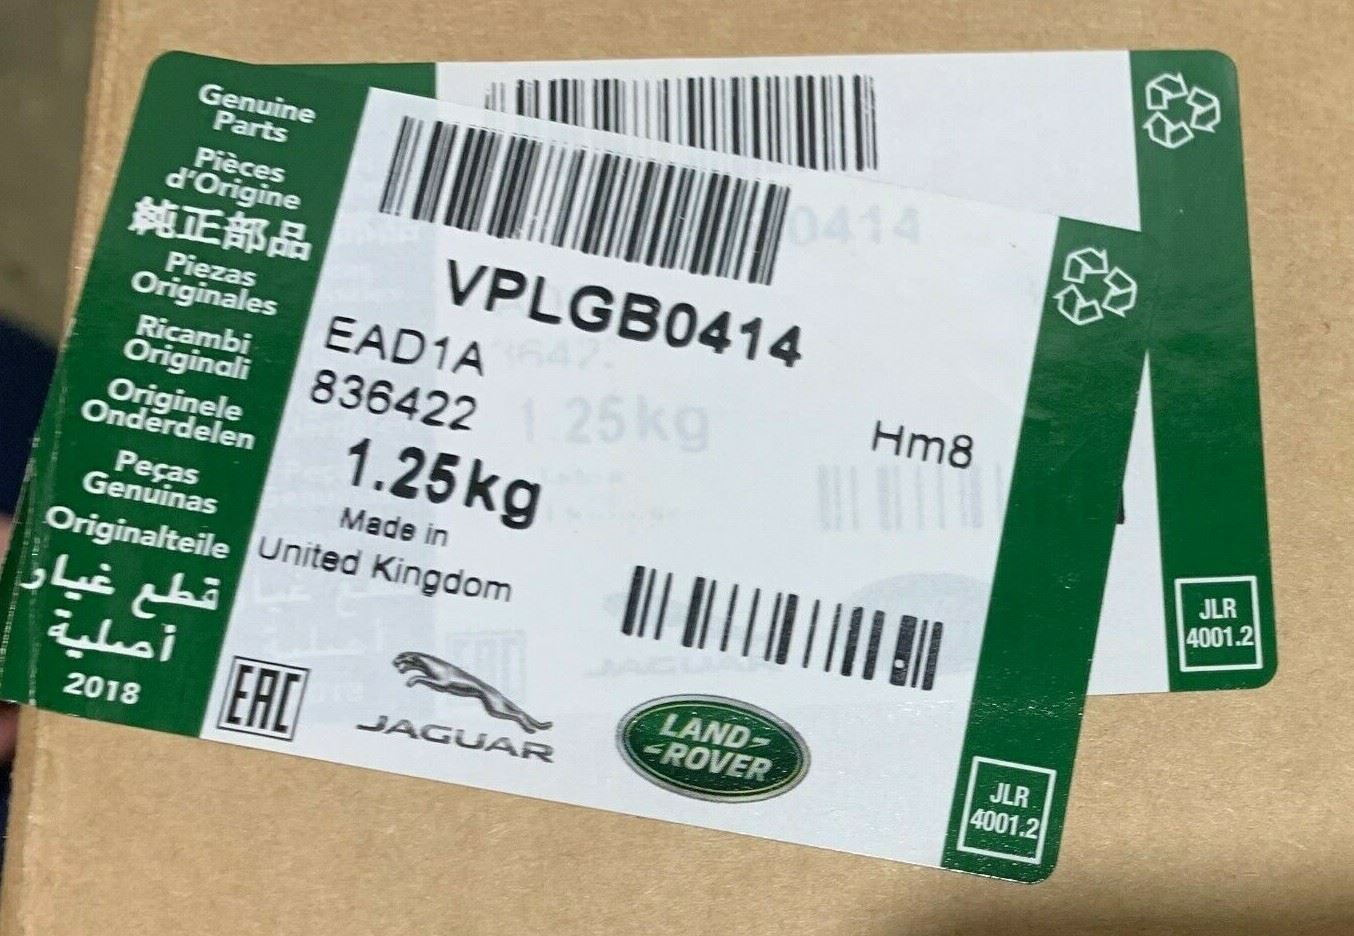 Genuine
Parts
Pièces
d'Origine
純正部品
Piezas
Originales
Ricambi
Originali
Originele
Onderdelen
Peças
Genuinas
Originalteile
قطع غيار
أصلية
2018
VPLGB0414
EAD1A
836422
1.25kg
Hm8
Made in
United Kingdom
EAC
JAGUAR
LAND
ROVER
JLR
4001.2
0414
JLR
4001.2